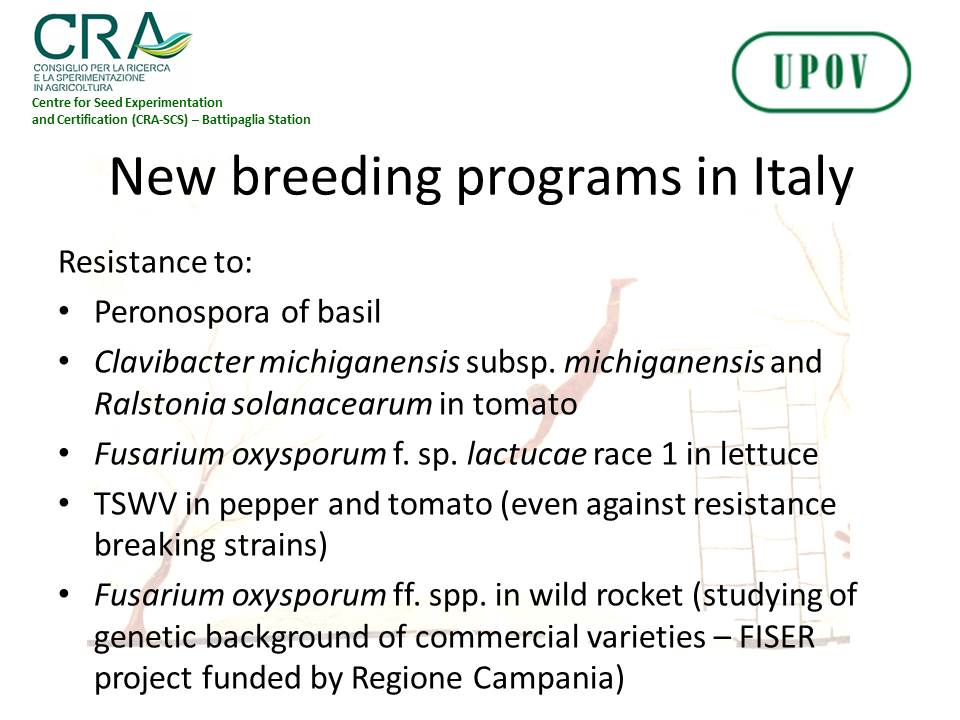 CRA
CONSIGLIO PER LA RICERCA
E LA SPERIMENTAZIONE
IN AGRICOLTURA
Centre for Seed Experimentation
and Certification (CRA-SCS) – Battipaglia Station
UPOV
New breeding programs in Italy
Resistance to:
• Peronospora of basil
• Clavibacter michiganensis subsp. michiganensis and
Ralstonia solanacearum in tomato
• Fusarium oxysporum f. sp. lactucae race 1 in lettuce
• TSWV in pepper and tomato (even against resistance
breaking strains)
• Fusarium oxysporum ff. spp. in wild rocket (studying of
genetic background of commercial varieties – FISER
project funded by Regione Campania)